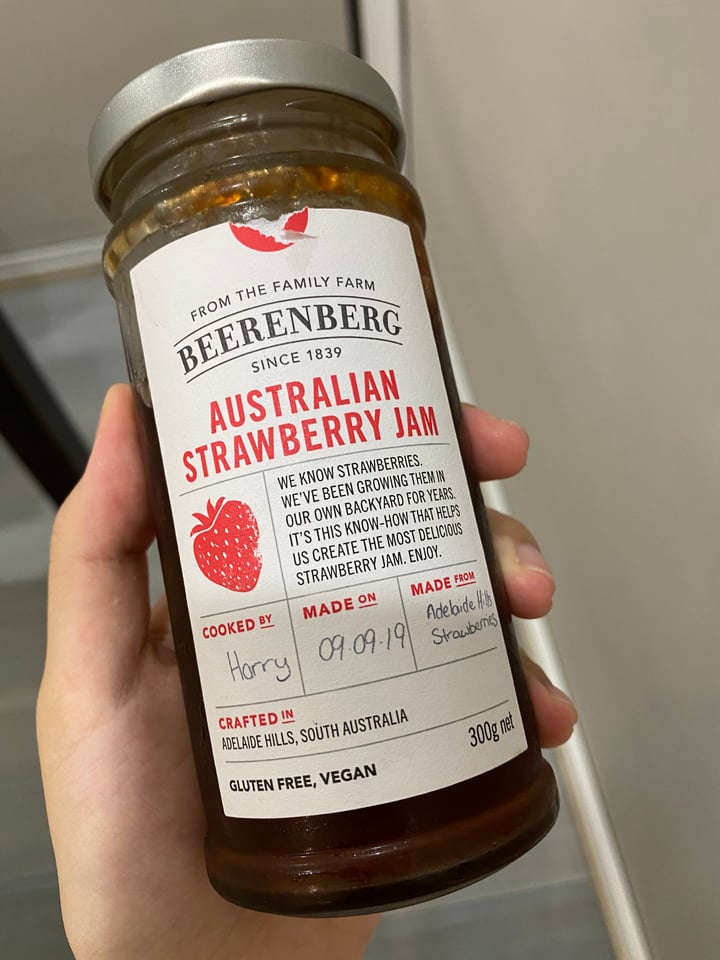 FROM THE FAMILY FARM
BEERENBERG
SINCE 1839
AUSTRALIAN
STRAWBERRY JAM
WE KNOW STRAWBERRIES.
WE'VE BEEN GROWING THEM IN
OUR OWN BACKYARD FOR YEARS.
IT'S THIS KNOW-HOW THAT HELPS
US CREATE THE MOST DELICIOUS
STRAWBERRY JAM. ENJOY.
COOKED BY
Harry
MADE ON
09.09.19
MADE FROM
Adelaide Hills
Strawberries
CRAFTED IN
ADELAIDE HILLS, SOUTH AUSTRALIA
300g net
GLUTEN FREE, VEGAN